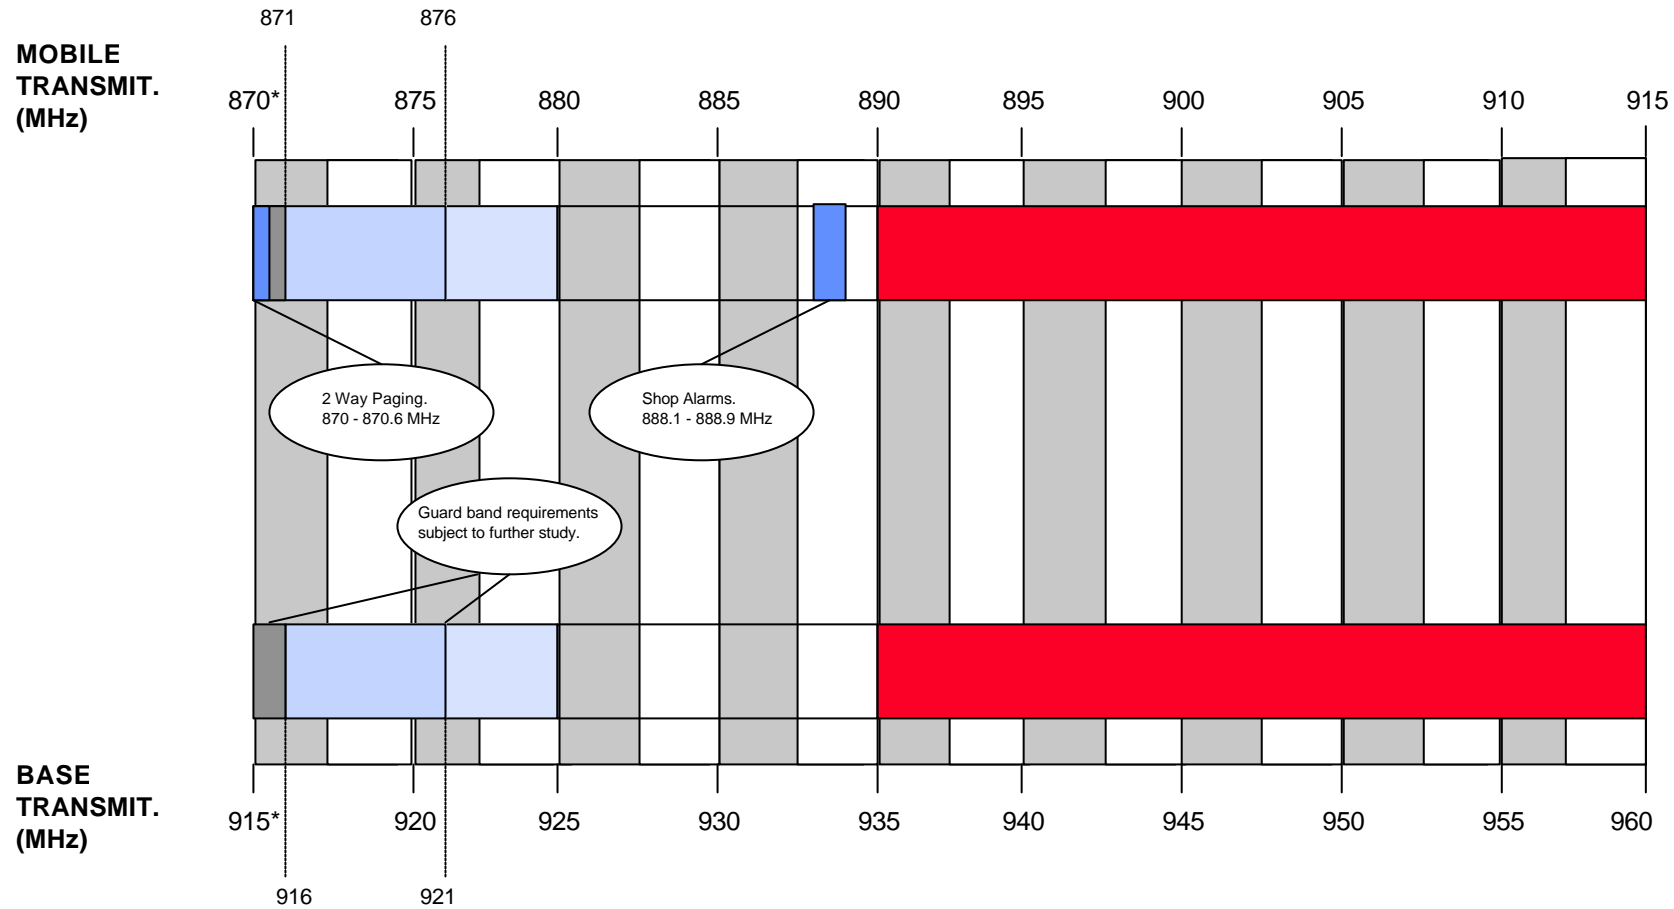 871 876
MOBILE
TRANSMIT.
(MHz)
870* 875 880 885 890 895 900 905 910 915
2 Way Paging.
870 - 870.6 MHz
Shop Alarms.
888.1 - 888.9 MHz
Guard band requirements
subject to further study.
BASE
TRANSMIT.
(MHz)
915* 920 925 930 935 940 945 950 955 960
916 921